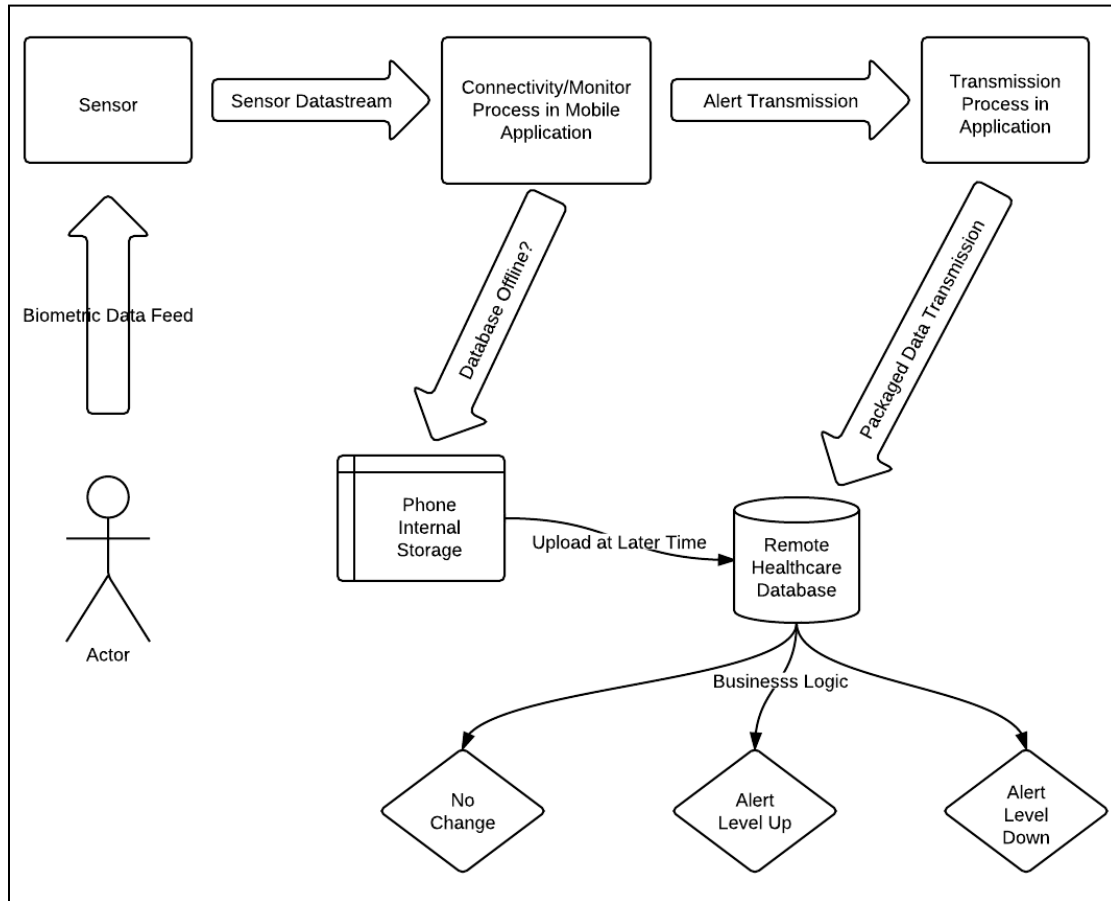 Sensor
Sensor Datastream
Connectivity/Monitor
Process in Mobile
Application
Alert Transmission
Transmission
Process in
Application
Biometric Data Feed
Database Offline?
Packaged Data Transmission
Actor
Phone
Internal
Storage
Upload at Later Time
Remote
Healthcare
Database
Businesss Logic
No
Change
Alert
Level Up
Alert
Level
Down